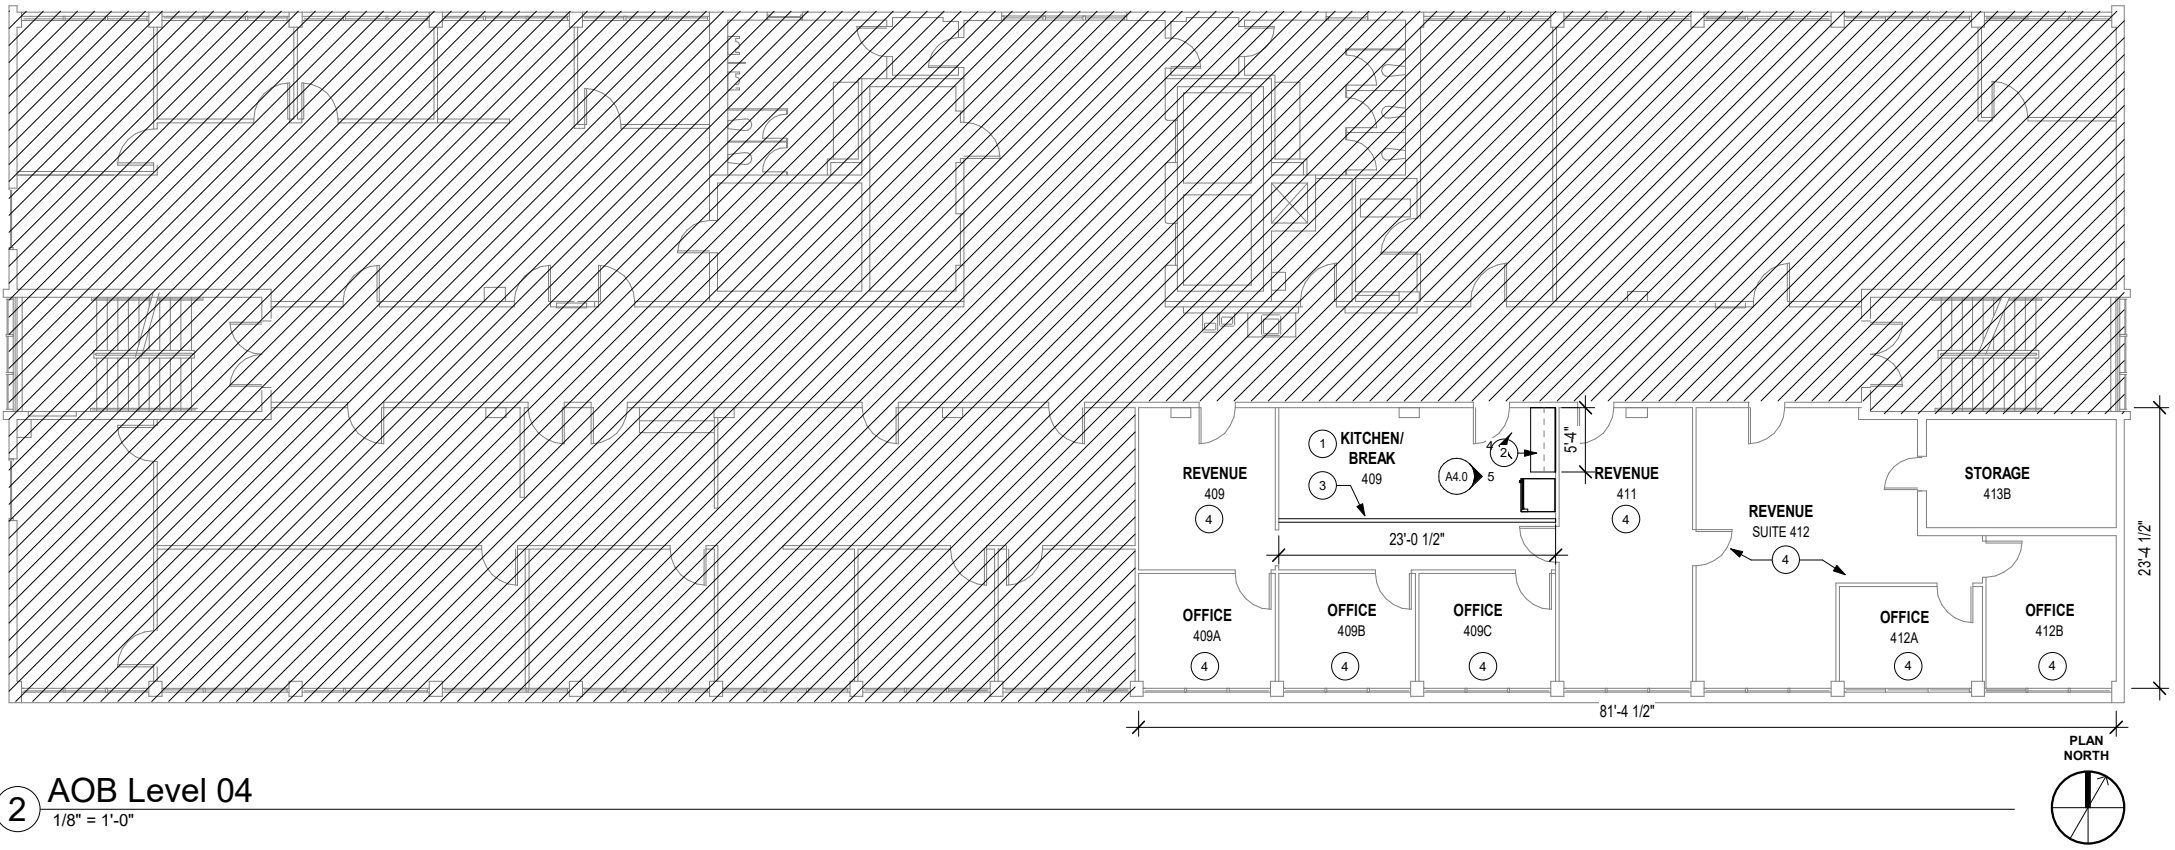 1
KITCHEN/
BREAK
409
4
2
A4.0
5
3
5'-4"
REVENUE
409
4
REVENUE
411
4
REVENUE
SUITE 412
4
STORAGE
413B
23'-0 1/2"
23'-4 1/2"
OFFICE
409A
4
OFFICE
409B
4
OFFICE
409C
4
OFFICE
412A
4
OFFICE
412B
4
81'-4 1/2"
PLAN
NORTH
2
AOB Level 04
1/8" = 1'-0"